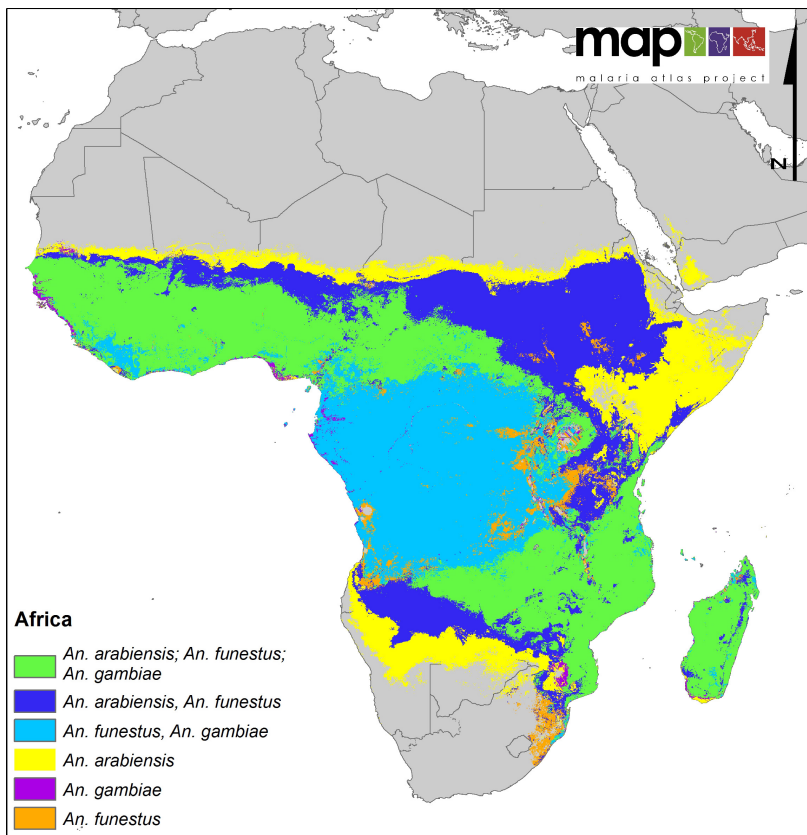 map
malaria atlas project
N
Africa
An. arabiensis; An. funestus;
An. gambiae
An. arabiensis, An. funestus
An. funestus, An. gambiae
An. arabiensis
An. gambiae
An. funestus